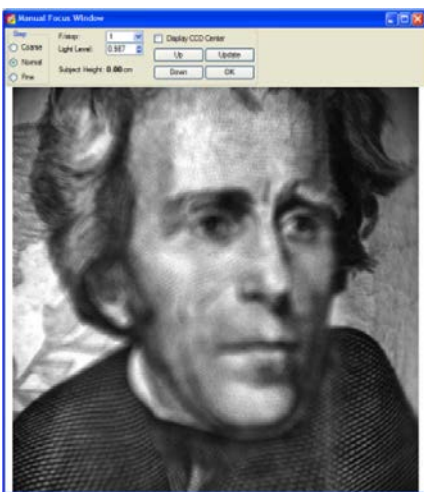 Manual Focus Window
Step
Coarse
Normal
Fine
F/stop: 1
Light Level: 0.987
Subject Height: 0.00 cm
Display CCD Center
Up Update
Down OK